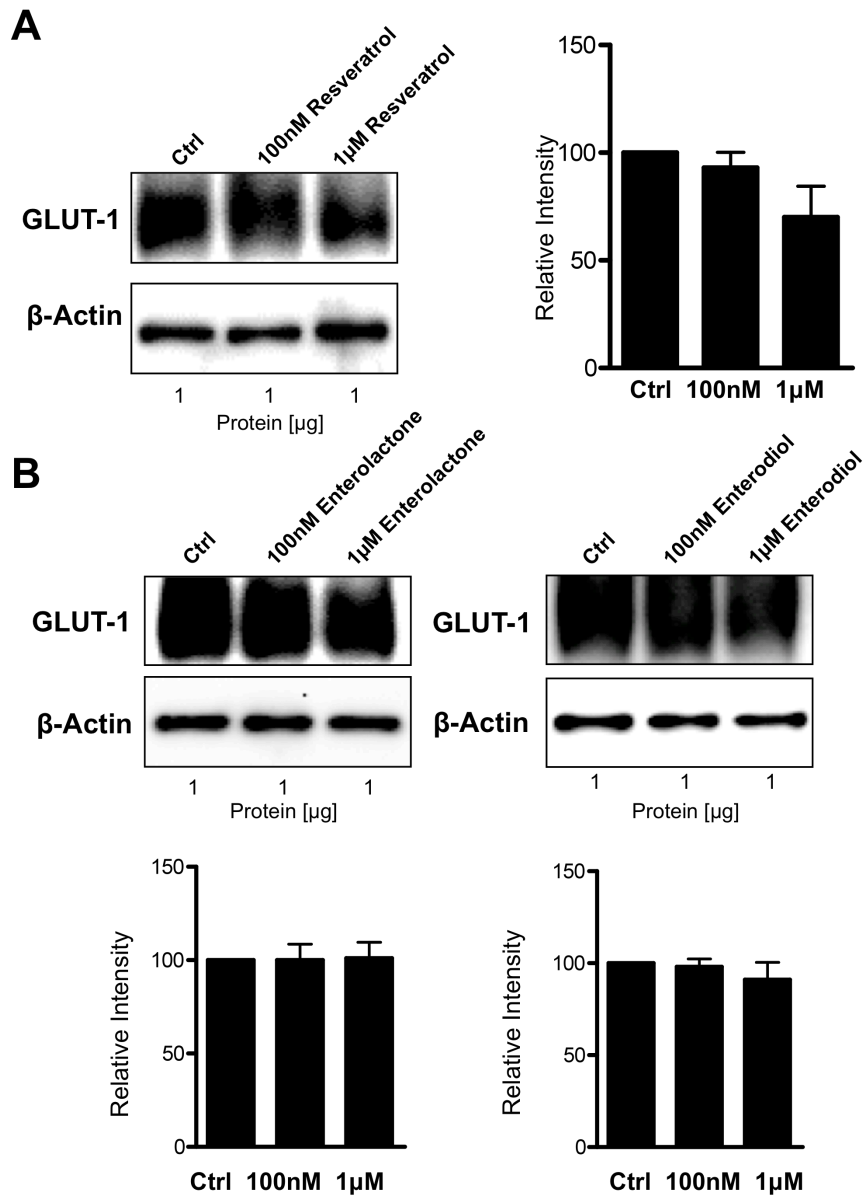 A
Ctrl
100nM Resveratrol
1µM Resveratrol
GLUT-1
β-Actin
1 1 1
Protein [µg]
150
100
50
0
Relative Intensity
Ctrl 100nM 1µM
B
Ctrl
100nM Enterolactone
1µM Enterolactone
GLUT-1
β-Actin
1 1 1
Protein [µg]
Ctrl
100nM Enterodiol
1µM Enterodiol
GLUT-1
β-Actin
1 1 1
Protein [µg]
150
100
50
0
Relative Intensity
Ctrl 100nM 1µM
150
100
50
0
Relative Intensity
Ctrl 100nM 1µM